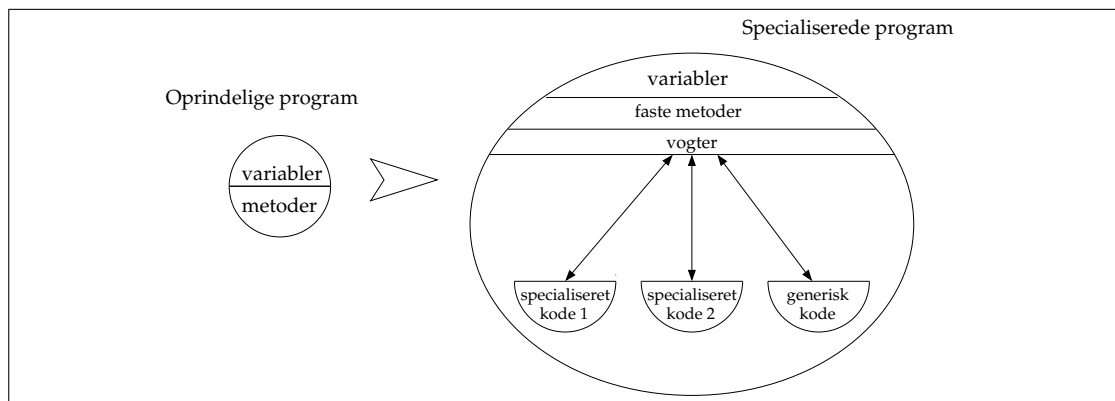 Specialiserede program
Oprindelige program
variabler
metoder
variabler
faste metoder
vogter
specialiseret
kode 1
specialiseret
kode 2
generisk
kode